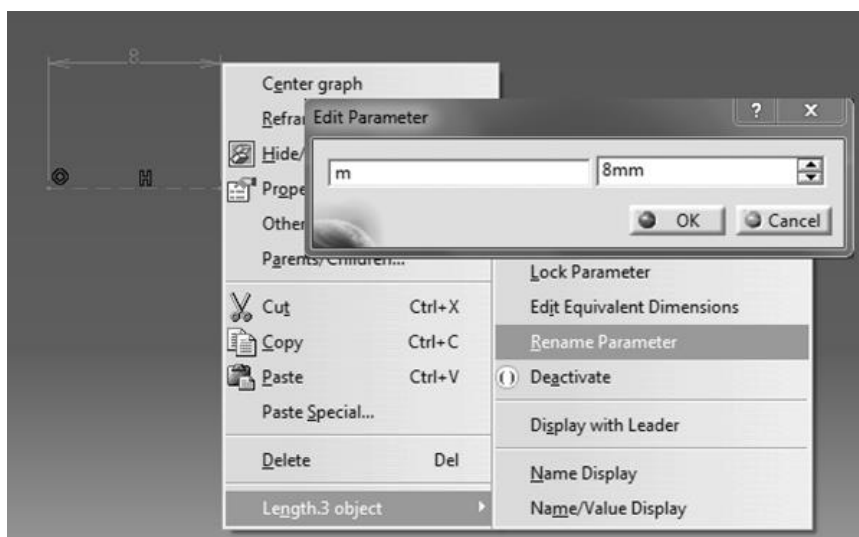 8
H
Center graph
Refra
Edit Parameter
? x
Hide/
m
8mm
Prope
OK
Cancel
Other
Parents/Children...
Lock Parameter
Cut Ctrl+X
Edit Equivalent Dimensions
Copy Ctrl+C
Rename Parameter
Paste Ctrl+V
Deactivate
Paste Special...
Display with Leader
Delete Del
Name Display
Length.3 object
Name/Value Display